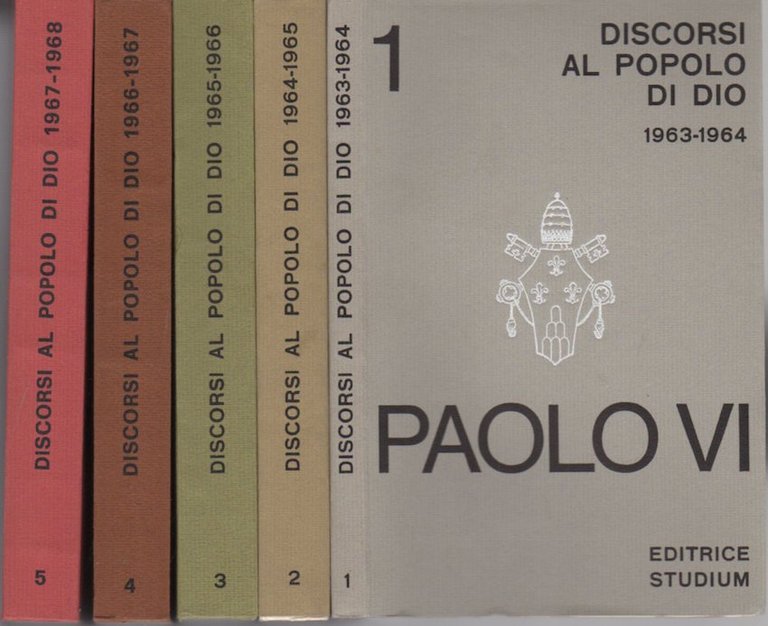 DISCORSI AL POPOLO DI DIO 1967-1968
5
DISCORSI AL POPOLO DI DIO 1966-1967
4
DISCORSI AL POPOLO DI DIO 1965-1966
3
DISCORSI AL POPOLO DI DIO 1964-1965
2
DISCORSI AL POPOLO DI DIO 1963-1964
1
1
DISCORSI
AL POPOLO
DI DIO
1963-1964
PAOLO VI
EDITRICE
STUDIUM